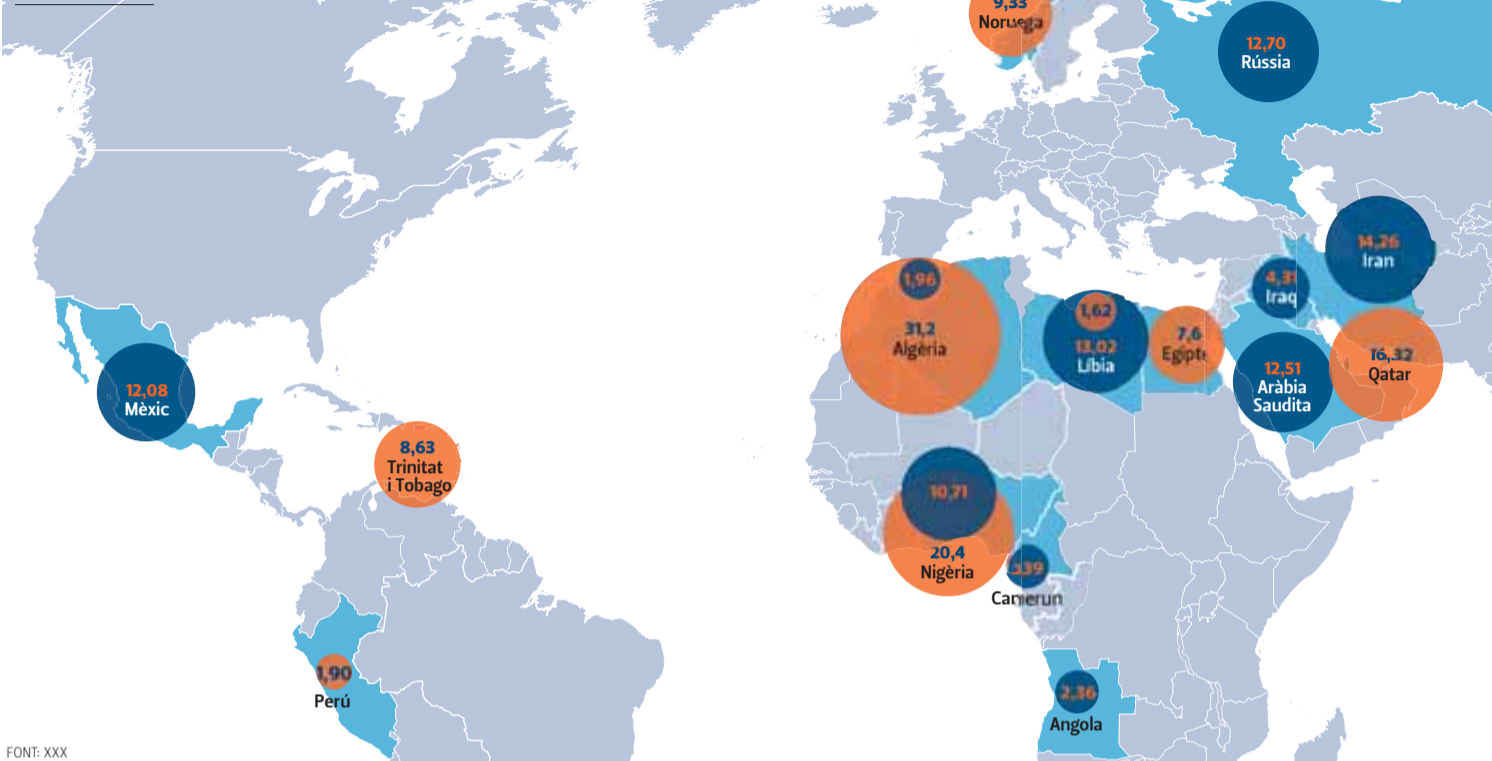 9,33
Noruega
12,70
Rússia
14,26
Iran
1,96
31,2
Algèria
1,62
13,02
Líbia
7,6
Egipte
4,31
Iraq
12,51
Aràbia
Saudita
16,32
Qatar
12,08
Mèxic
8,63
Trinitat
i Tobago
10,71
20,4
Nigèria
Camerun
1,90
Perú
2,36
Angola
FONT: XXX